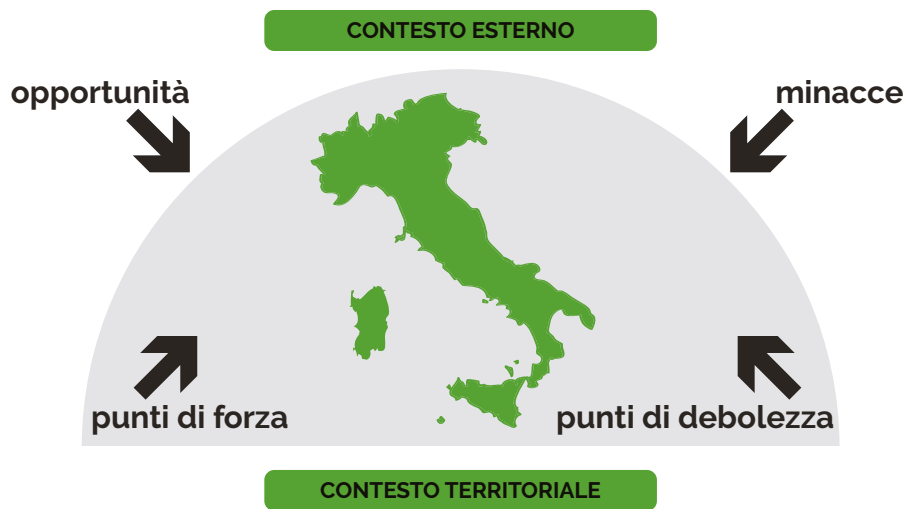 CONTESTO ESTERNO
opportunità
minacce
punti di forza
punti di debolezza
CONTESTO TERRITORIALE